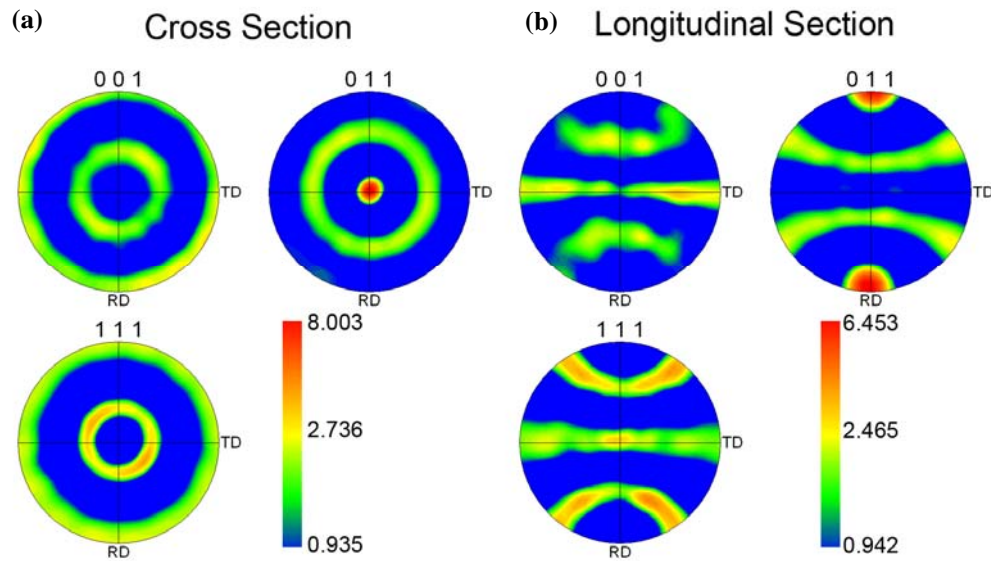 (a) Cross Section
0 0 1
TD
RD
0 1 1
TD
RD
1 1 1
TD
RD
8.003
2.736
0.935
(b) Longitudinal Section
0 0 1
TD
RD
0 1 1
TD
RD
1 1 1
TD
RD
6.453
2.465
0.942